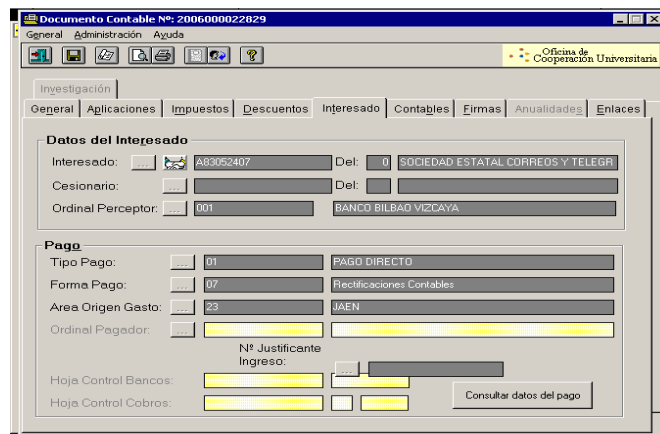 Documento Contable Nº: 2006000022829
General Administración Ayuda
Oficina de
Cooperación Universitaria
Investigación
General Aplicaciones Impuestos Descuentos Interesado Contables Firmas Anualidades Enlaces
Datos del Interesado
Interesado: ... A83052407 Del: 0 SOCIEDAD ESTATAL CORREOS Y TELEGR
Cesionario: ... Del:
Ordinal Perceptor: ... 001 BANCO BILBAO VIZCAYA
Pago
Tipo Pago: ... 01 PAGO DIRECTO
Forma Pago: ... 07 Rectificaciones Contables
Area Origen Gasto: ... 23 JAEN
Ordinal Pagador: ...
Nº Justificante
Ingreso: ...
Hoja Control Bancos:
Hoja Control Cobros:
Consultar datos del pago